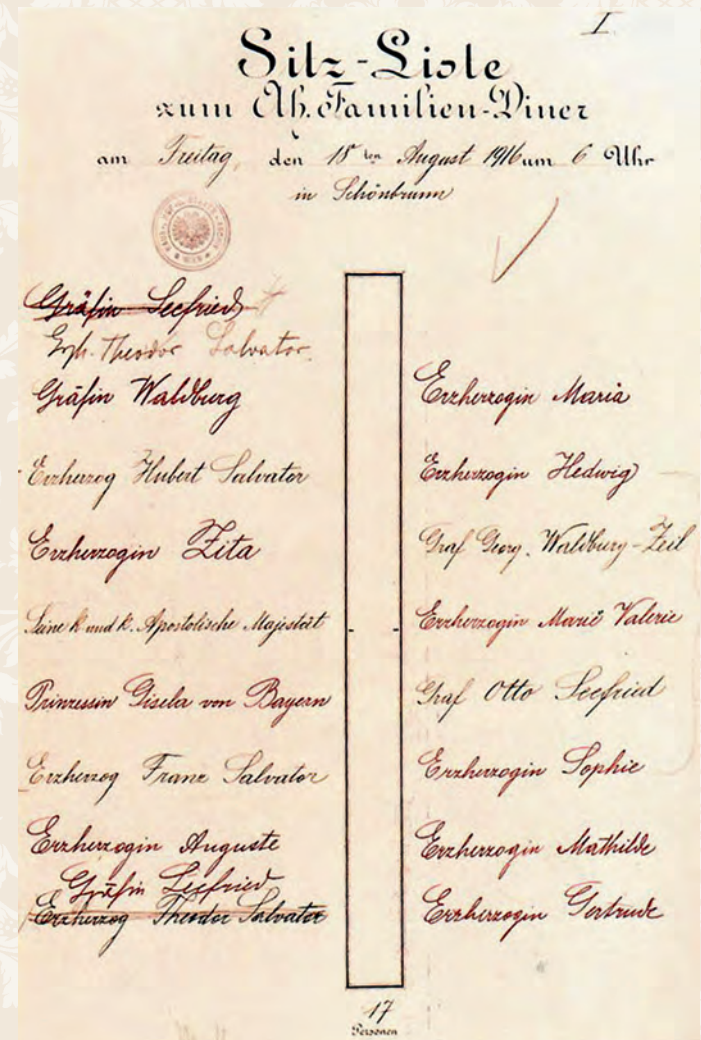 I
Sitz-Liste
zum Ah. Familien-Diner
am Freitag, den 18ten August 1916 um 6 Uhr
in Schönbrunn
Gräfin Seefried
Erzh. Theodor Salvator
Gräfin Waldburg
Erzherzog Hubert Salvator
Erzherzogin Zita
Seine k. und k. Apostolische Majestät
Prinzessin Gisela von Bayern
Erzherzog Franz Salvator
Erzherzogin Auguste
Gräfin Seefried
Erzherzog Theodor Salvator
Erzherzogin Maria
Erzherzogin Hedwig
Graf Georg. Waldburg-Zeil
Erzherzogin Marie Valerie
Graf Otto Seefried
Erzherzogin Sophie
Erzherzogin Mathilde
Erzherzogin Gertrude
17
Personen